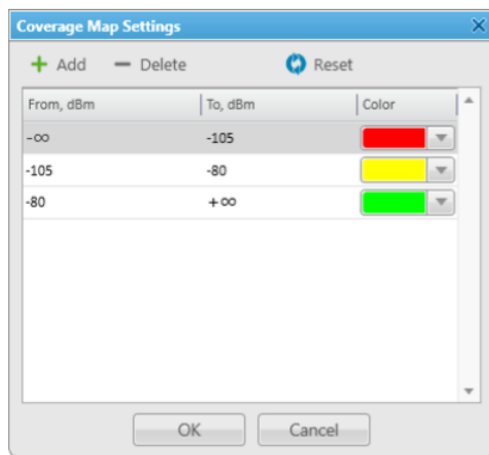 Coverage Map Settings
Add Delete Reset
From, dBm To, dBm Color
-∞ -105
-105 -80
-80 +∞
OK Cancel